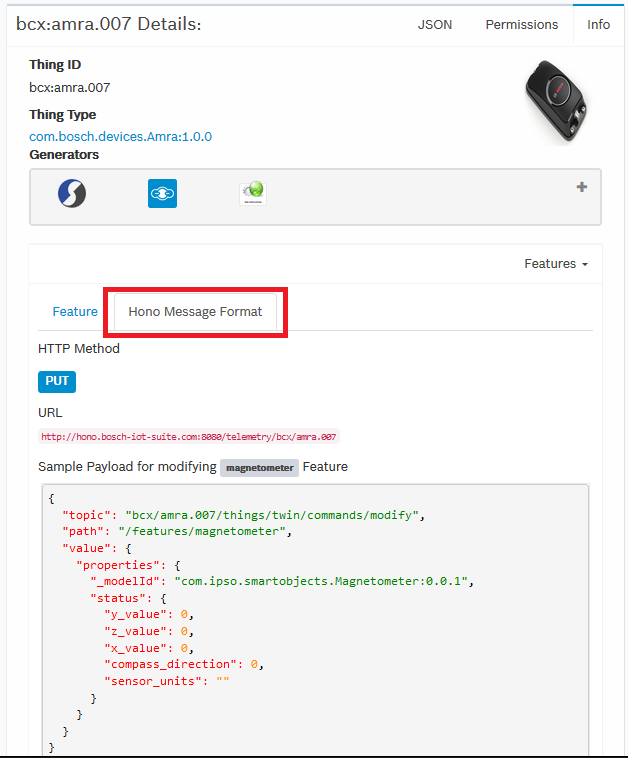 bcx:amra.007 Details:
JSON
Permissions
Info
Thing ID
bcx:amra.007
Thing Type
com.bosch.devices.Amra:1.0.0
Generators
+
Features
Feature
Hono Message Format
HTTP Method
PUT
URL
http://hono.bosch-iot-suite.com:8080/telemetry/bcx/amra.007
Sample Payload for modifying magnetometer Feature
{
"topic": "bcx/amra.007/things/twin/commands/modify",
"path": "/features/magnetometer",
"value": {
"properties": {
"_modelId": "com.ipso.smartobjects.Magnetometer:0.0.1",
"status": {
"y_value": 0,
"z_value": 0,
"x_value": 0,
"compass_direction": 0,
"sensor_units": ""
}
}
}
}